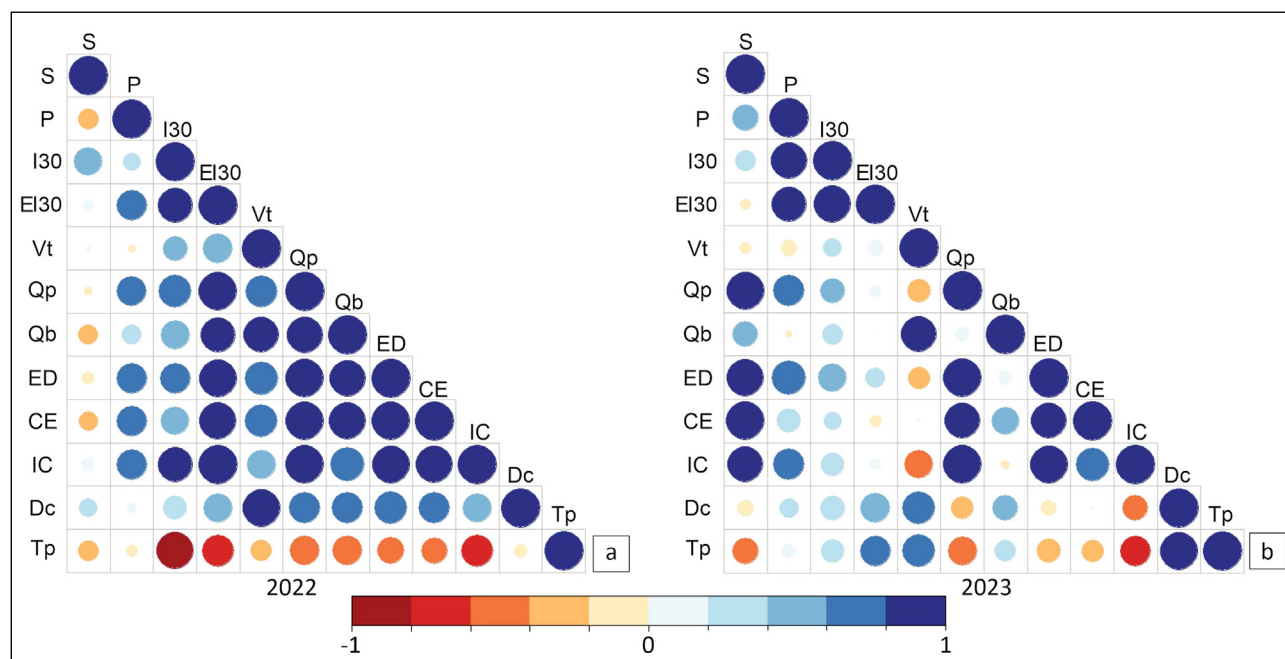 S
S
P
P
I30
I30
EI30
EI30
Vt
Vt
Qp
Qp
Qb
Qb
ED
ED
CE
CE
IC
IC
Dc
Dc
Tp
Tp
a
2022
S
S
P
P
I30
I30
EI30
EI30
Vt
Vt
Qp
Qp
Qb
Qb
ED
ED
CE
CE
IC
IC
Dc
Dc
Tp
Tp
b
2023
-1 0 1